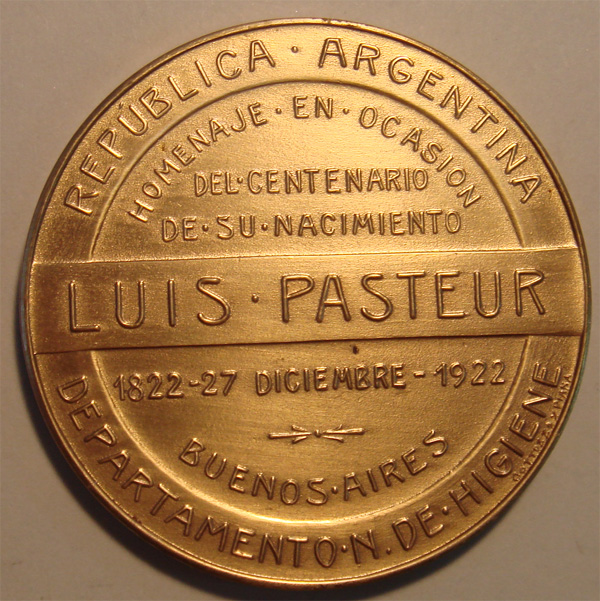 REPÚBLICA · ARGENTINA
HOMENAJE · EN · OCASION
DEL · CENTENARIO
DE · SU · NACIMIENTO
LUIS · PASTEUR
1822-27 DICIEMBRE - 1922
BUENOS · AIRES
DEPARTAMENTO · N. DE · HIGIENE